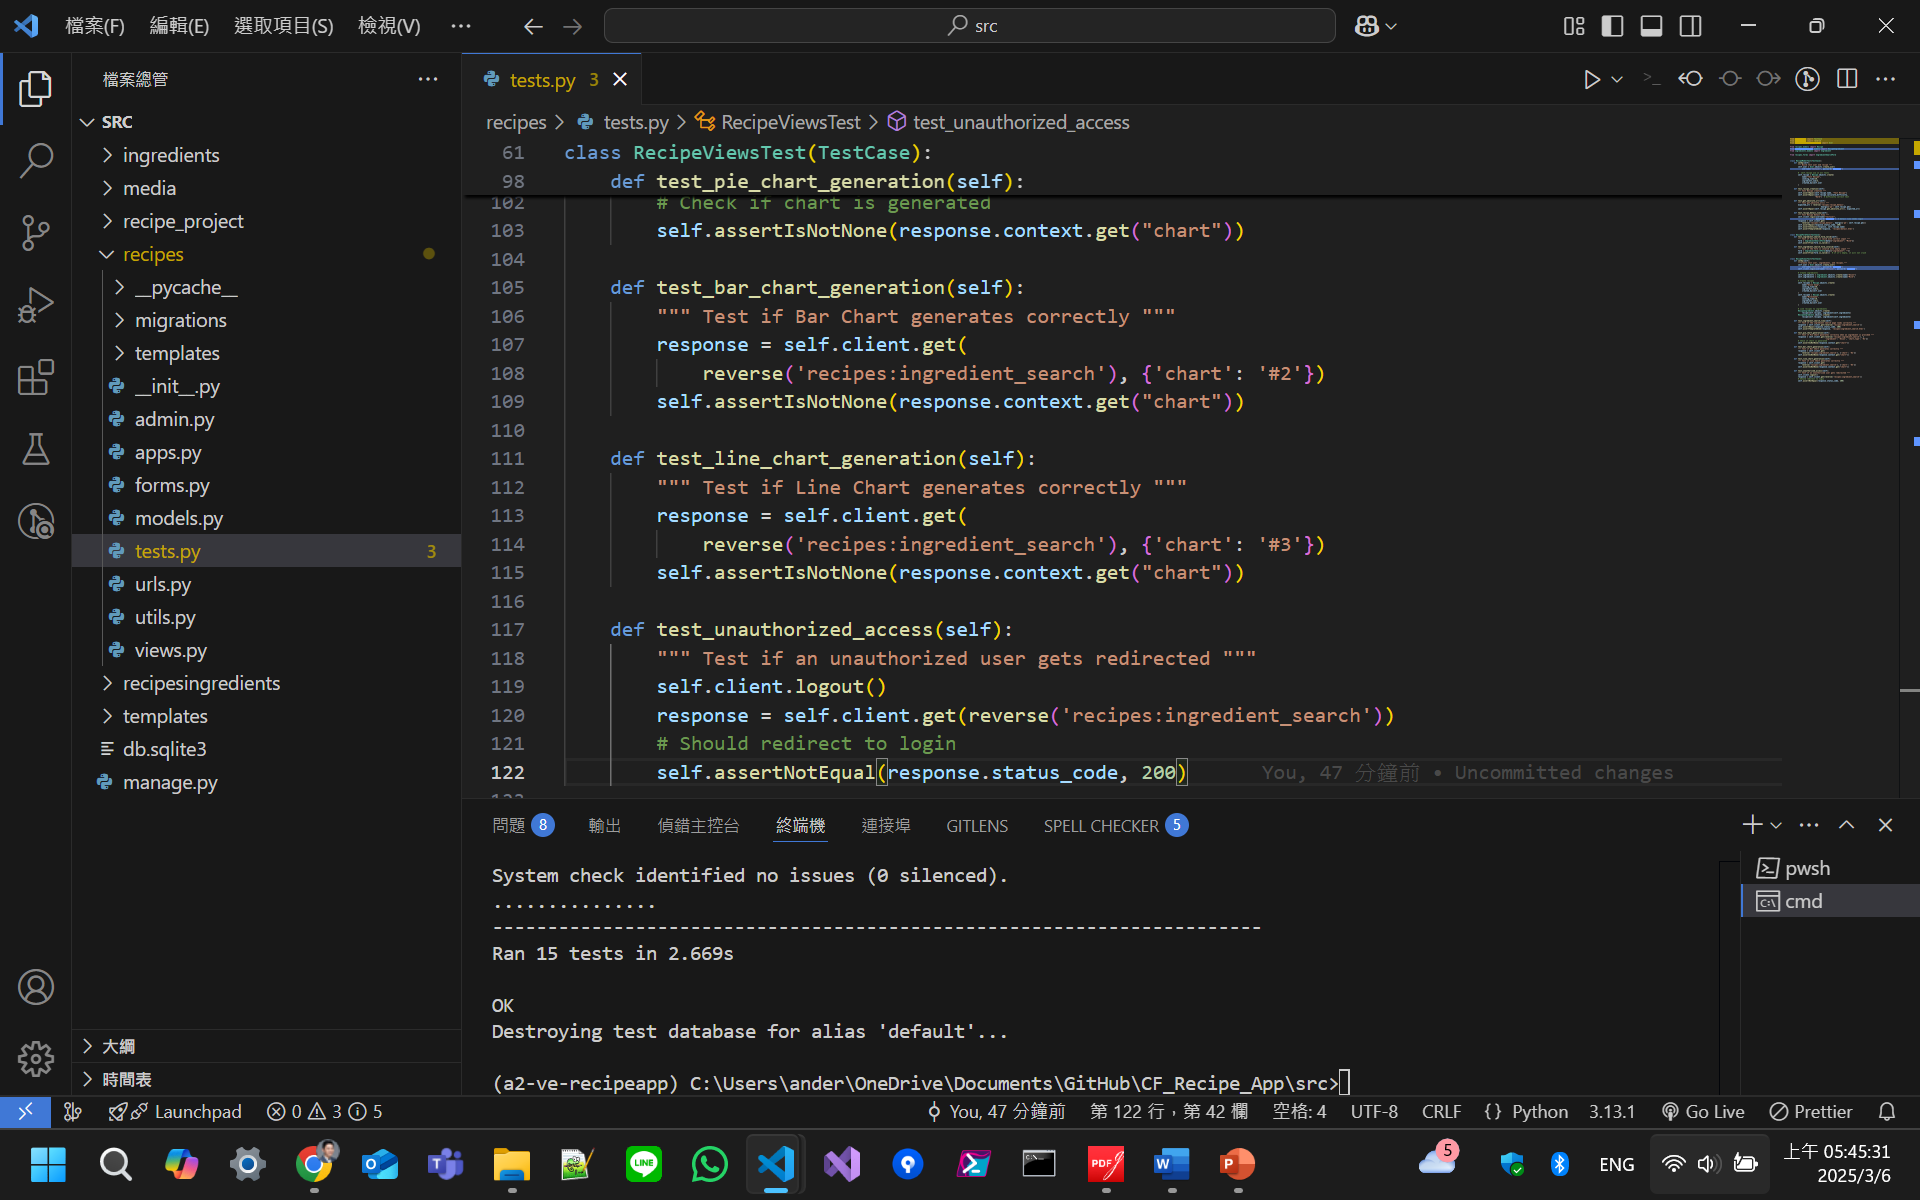 檔案(F) 編輯(E) 選取項目(S) 檢視(V) ··· src
檔案總管
SRC
ingredients
media
recipe_project
recipes
__pycache__
migrations
templates
__init__.py
admin.py
apps.py
forms.py
models.py
tests.py 3
urls.py
utils.py
views.py
recipesingredients
templates
db.sqlite3
manage.py
大綱
時間表
tests.py 3
recipes > tests.py > RecipeViewsTest > test_unauthorized_access
61 class RecipeViewsTest(TestCase):
98 def test_pie_chart_generation(self):
102 # Check if chart is generated
103 self.assertIsNotNone(response.context.get("chart"))
104
105 def test_bar_chart_generation(self):
106 """ Test if Bar Chart generates correctly """
107 response = self.client.get(
108 reverse('recipes:ingredient_search'), {'chart': '#2'})
109 self.assertIsNotNone(response.context.get("chart"))
110
111 def test_line_chart_generation(self):
112 """ Test if Line Chart generates correctly """
113 response = self.client.get(
114 reverse('recipes:ingredient_search'), {'chart': '#3'})
115 self.assertIsNotNone(response.context.get("chart"))
116
117 def test_unauthorized_access(self):
118 """ Test if an unauthorized user gets redirected """
119 self.client.logout()
120 response = self.client.get(reverse('recipes:ingredient_search'))
121 # Should redirect to login
122 self.assertNotEqual(response.status_code, 200) You, 47 分鐘前 • Uncommitted changes
問題 8 輸出 偵錯主控台 終端機 連接埠 GITLENS SPELL CHECKER 5
System check identified no issues (0 silenced).
...............
----------------------------------------------------------------------
Ran 15 tests in 2.669s
OK
Destroying test database for alias 'default'...
(a2-ve-recipeapp) C:\Users\ander\OneDrive\Documents\GitHub\CF_Recipe_App\src>
pwsh
cmd
Launchpad 0 3 5 You, 47 分鐘前 第 122 行，第 42 欄 空格: 4 UTF-8 CRLF {} Python 3.13.1 Go Live Prettier
LINE PDF W P 5 ENG
上午 05:45:31
2025/3/6